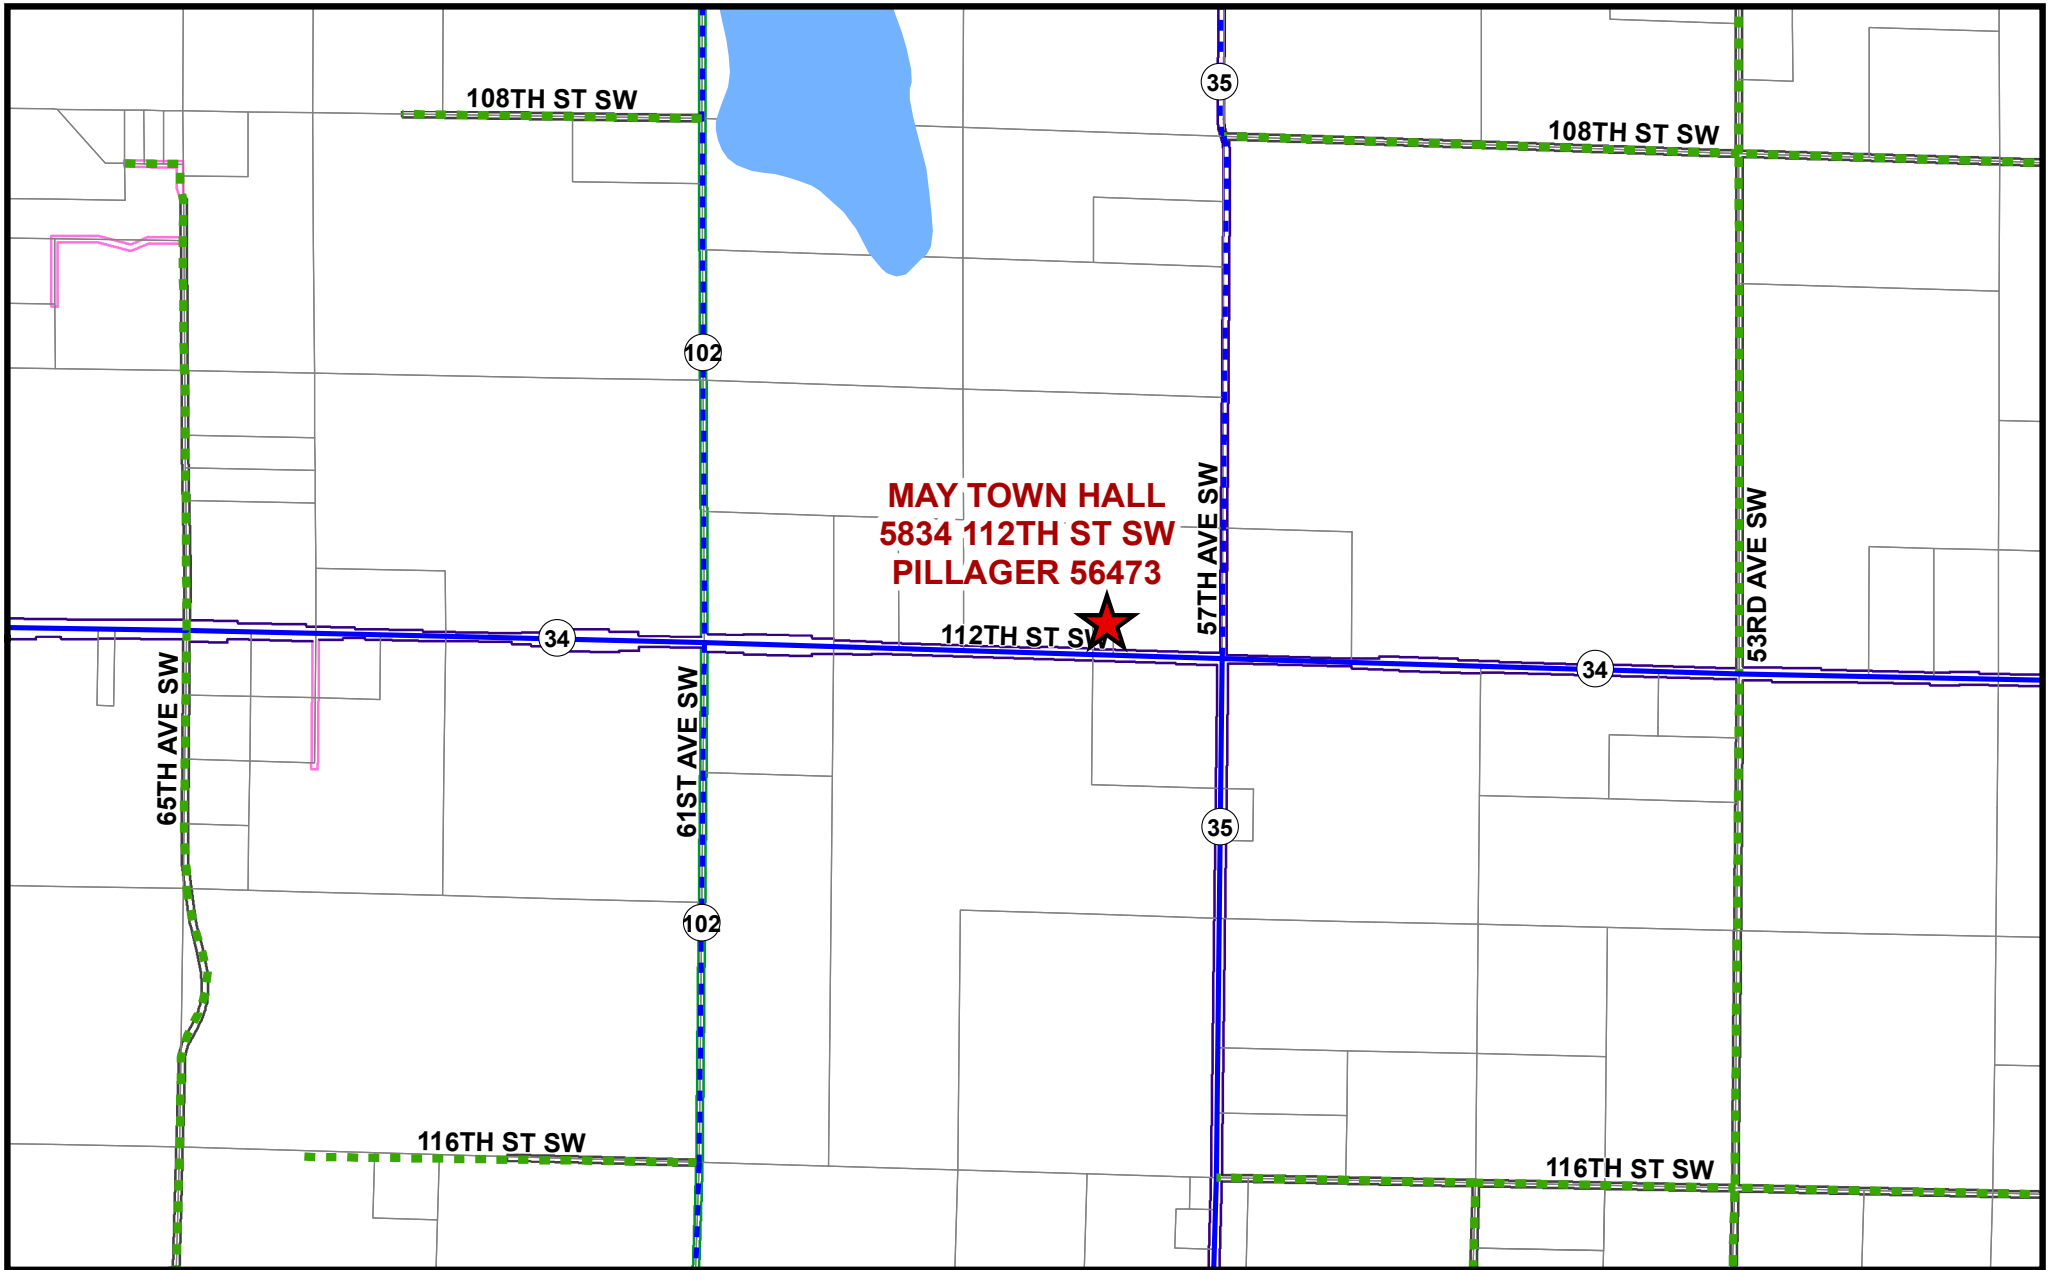 35
108TH ST SW
108TH ST SW
102
MAY TOWN HALL
5834 112TH ST SW
PILLAGER 56473
57TH AVE SW
53RD AVE SW
34
112TH ST SW
34
65TH AVE SW
61ST AVE SW
35
102
116TH ST SW
116TH ST SW